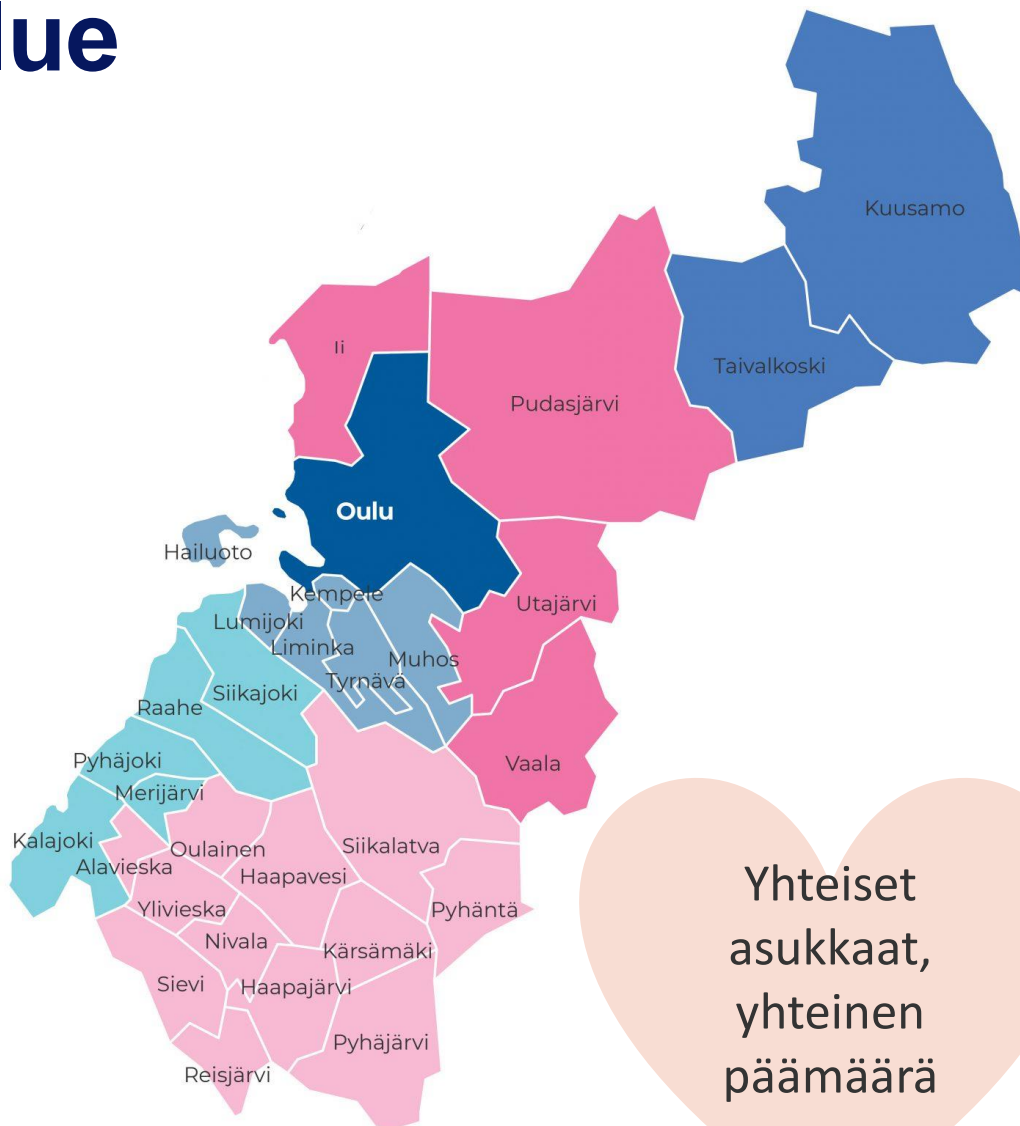 lue
Kuusamo
Ii
Taivalkoski
Pudasjärvi
Oulu
Hailuoto
Kempele
Utajärvi
Lumijoki
Liminka
Muhos
Tyrnävä
Siikajoki
Raahe
Pyhäjoki
Vaala
Merijärvi
Kalajoki
Oulainen
Siikalatva
Alavieska
Haapavesi
Ylivieska
Pyhäntä
Nivala
Kärsämäki
Sievi
Haapajärvi
Pyhäjärvi
Reisjärvi
Yhteiset
asukkaat,
yhteinen
päämäärä